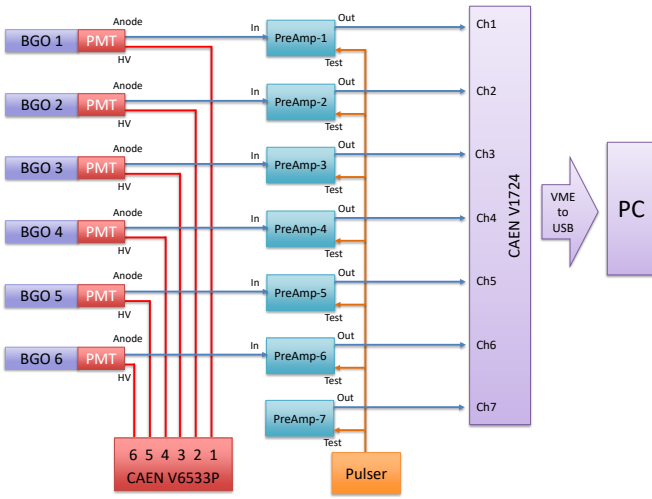 Anode In Out
BGO 1 PMT PreAmp-1 Ch1
HV Test
Anode In Out
BGO 2 PMT PreAmp-2 Ch2
HV Test
Anode In Out
BGO 3 PMT PreAmp-3 Ch3
HV Test
Anode In Out
BGO 4 PMT PreAmp-4 Ch4
HV Test
Anode In Out
BGO 5 PMT PreAmp-5 Ch5
HV Test
Anode In Out
BGO 6 PMT PreAmp-6 Ch6
HV Test
Out
PreAmp-7 Ch7
Test
CAEN V1724
VME
to
USB
PC
6 5 4 3 2 1
CAEN V6533P
Pulser